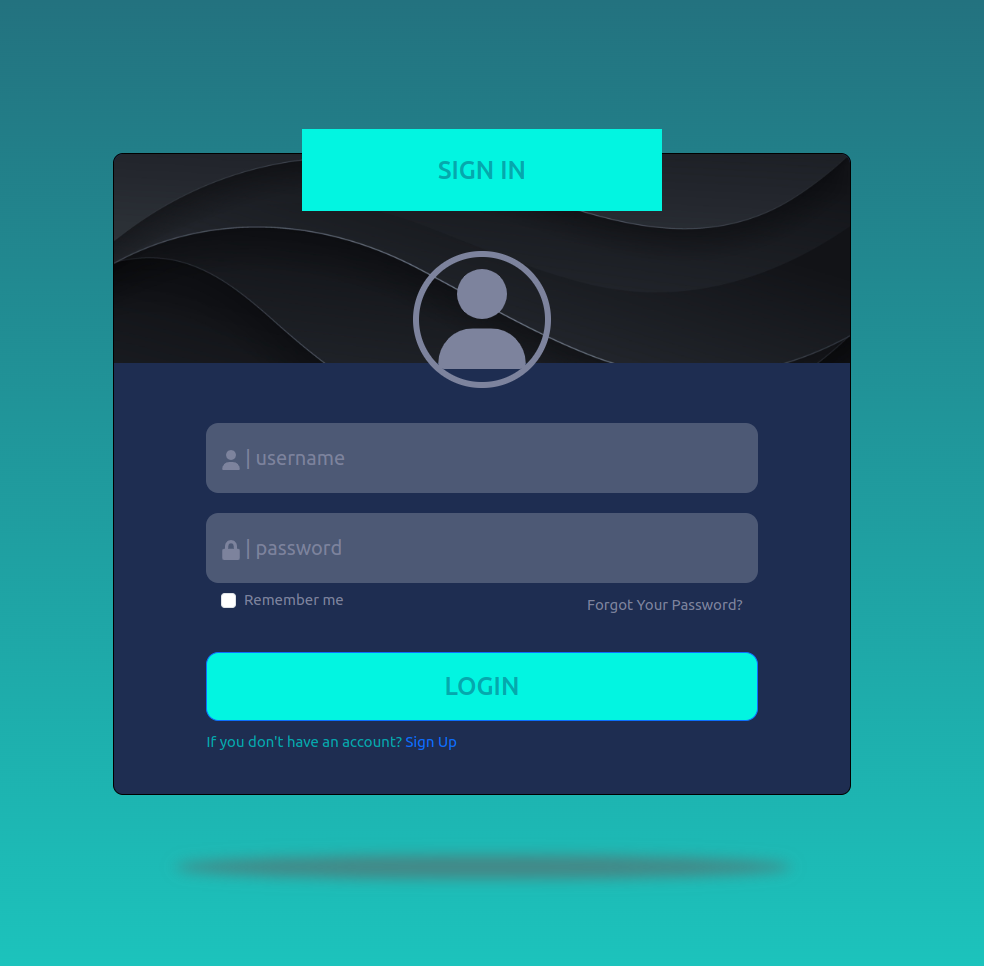 SIGN IN
| username
| password
Remember me
Forgot Your Password?
LOGIN
If you don't have an account? Sign Up